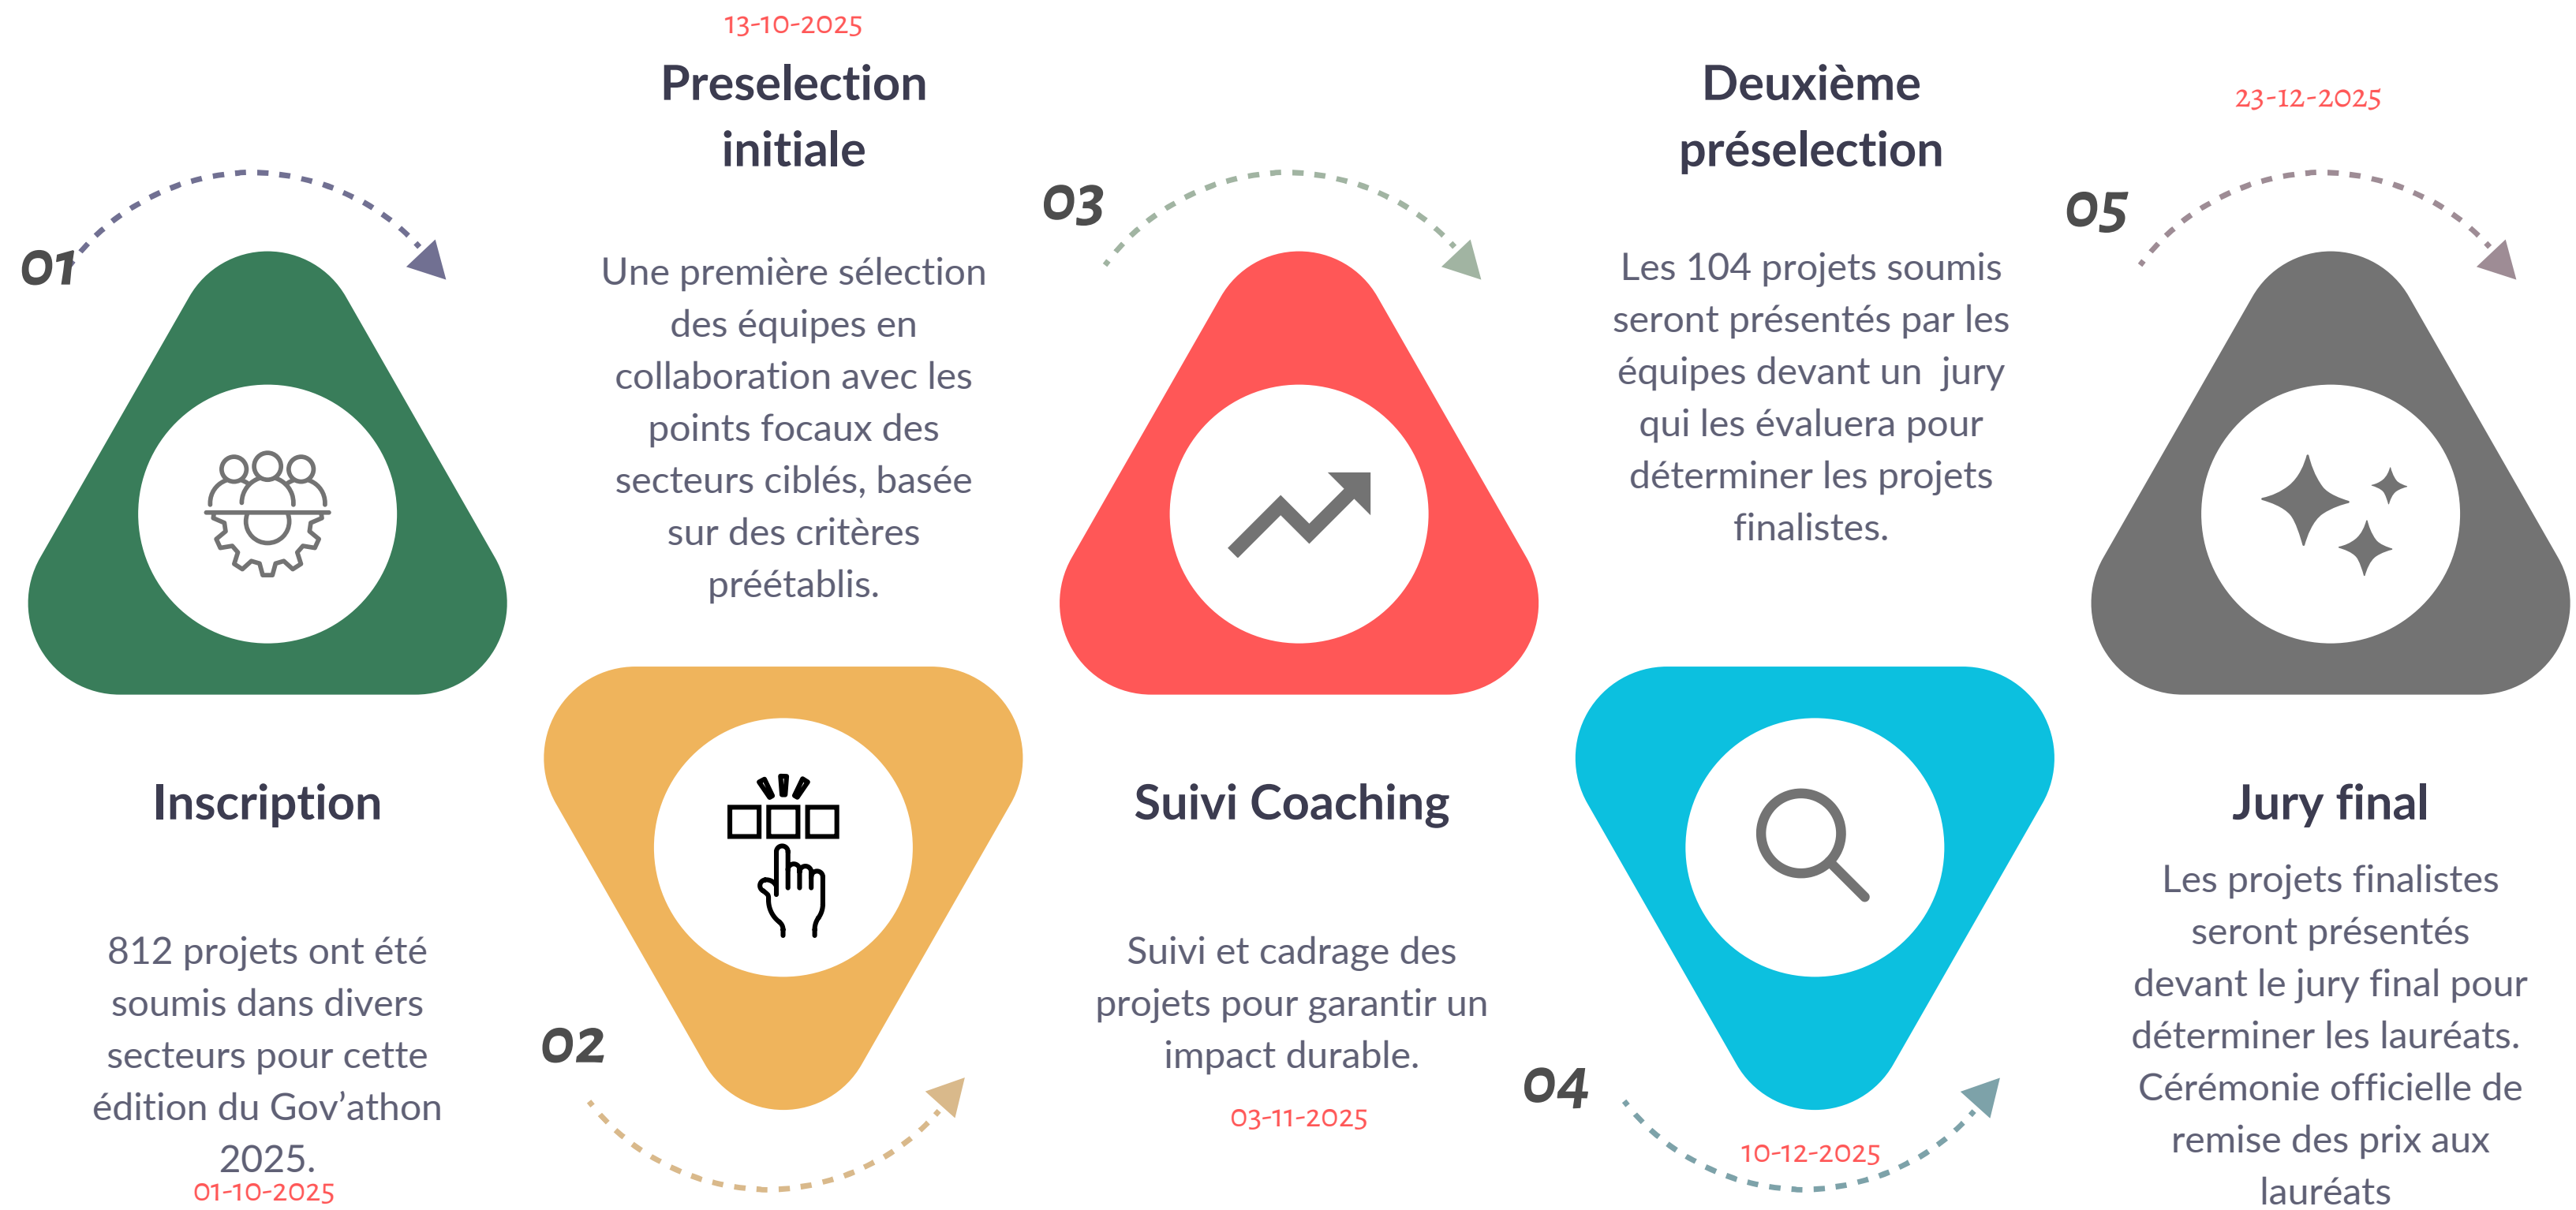 01
Inscription
812 projets ont été
soumis dans divers
secteurs pour cette
édition du Gov’athon
2025.
01-10-2025
13-10-2025
Preselection
initiale
Une première sélection
des équipes en
collaboration avec les
points focaux des
secteurs ciblés, basée
sur des critères
préétablis.
02
03
Suivi Coaching
Suivi et cadrage des
projets pour garantir un
impact durable.
03-11-2025
Deuxième
préselection
Les 104 projets soumis
seront présentés par les
équipes devant un  jury
qui les évaluera pour
déterminer les projets
finalistes.
04
10-12-2025
23-12-2025
05
Jury final
Les projets finalistes
seront présentés
devant le jury final pour
déterminer les lauréats.
Cérémonie officielle de
remise des prix aux
lauréats